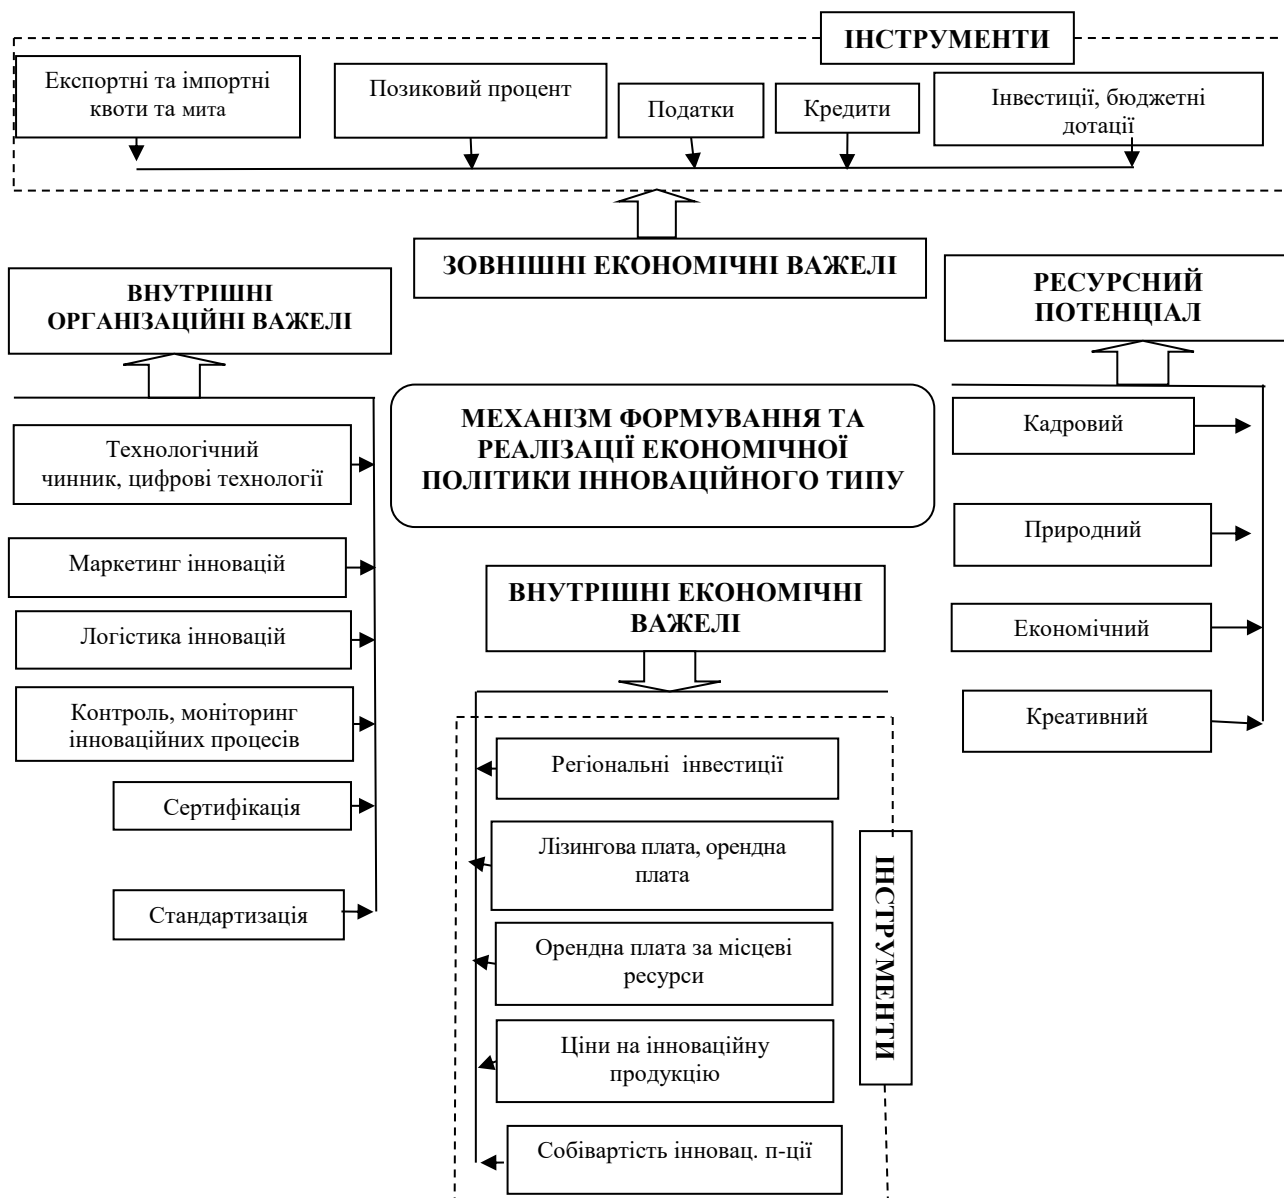 ІНСТРУМЕНТИ
Експортні та імпортні
квоти та мита
Позиковий процент
Податки
Кредити
Інвестиції, бюджетні
дотації
ЗОВНІШНІ ЕКОНОМІЧНІ ВАЖЕЛІ
ВНУТРІШНІ
ОРГАНІЗАЦІЙНІ ВАЖЕЛІ
РЕСУРСНИЙ
ПОТЕНЦІАЛ
МЕХАНІЗМ ФОРМУВАННЯ ТА
РЕАЛІЗАЦІЇ ЕКОНОМІЧНОЇ
ПОЛІТИКИ ІННОВАЦІЙНОГО ТИПУ
Технологічний
чинник, цифрові технології
Маркетинг інновацій
Логістика інновацій
Контроль, моніторинг
інноваційних процесів
Сертифікація
Стандартизація
Кадровий
Природний
Економічний
Креативний
ВНУТРІШНІ ЕКОНОМІЧНІ
ВАЖЕЛІ
Регіональні інвестиції
Лізингова плата, орендна
плата
Орендна плата за місцеві
ресурси
Ціни на інноваційну
продукцію
Собівартість інновац. п-ції
ІНСТРУМЕНТИ